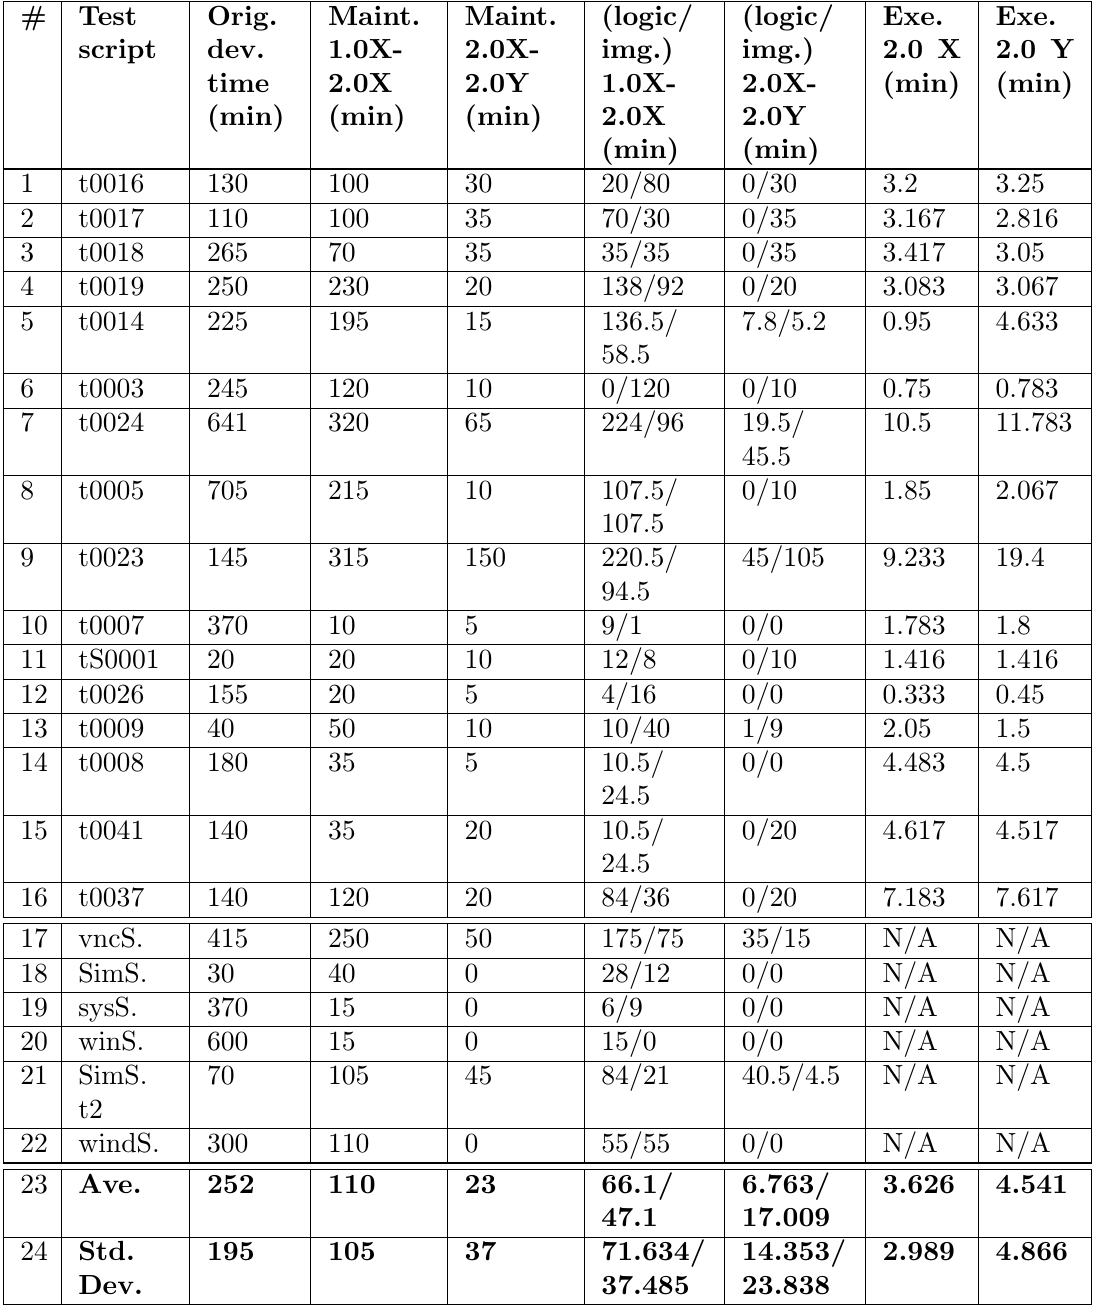 # Test script Orig. dev. time (min) Maint. 1.0X-2.0X (min) Maint. 2.0X-2.0Y (min) (logic/img.) 1.0X-2.0X (min) (logic/img.) 2.0X-2.0Y (min) Exe. 2.0 X (min) Exe. 2.0 Y (min)
1 t0016 130 100 30 20/80 0/30 3.2 3.25
2 t0017 110 100 35 70/30 0/35 3.167 2.816
3 t0018 265 70 35 35/35 0/35 3.417 3.05
4 t0019 250 230 20 138/92 0/20 3.083 3.067
5 t0014 225 195 15 136.5/58.5 7.8/5.2 0.95 4.633
6 t0003 245 120 10 0/120 0/10 0.75 0.783
7 t0024 641 320 65 224/96 19.5/45.5 10.5 11.783
8 t0005 705 215 10 107.5/107.5 0/10 1.85 2.067
9 t0023 145 315 150 220.5/94.5 45/105 9.233 19.4
10 t0007 370 10 5 9/1 0/0 1.783 1.8
11 tS0001 20 20 10 12/8 0/10 1.416 1.416
12 t0026 155 20 5 4/16 0/0 0.333 0.45
13 t0009 40 50 10 10/40 1/9 2.05 1.5
14 t0008 180 35 5 10.5/24.5 0/0 4.483 4.5
15 t0041 140 35 20 10.5/24.5 0/20 4.617 4.517
16 t0037 140 120 20 84/36 0/20 7.183 7.617
17 vncS. 415 250 50 175/75 35/15 N/A N/A
18 SimS. 30 40 0 28/12 0/0 N/A N/A
19 sysS. 370 15 0 6/9 0/0 N/A N/A
20 winS. 600 15 0 15/0 0/0 N/A N/A
21 SimS. t2 70 105 45 84/21 40.5/4.5 N/A N/A
22 windS. 300 110 0 55/55 0/0 N/A N/A
23 Ave. 252 110 23 66.1/47.1 6.763/17.009 3.626 4.541
24 Std. Dev. 195 105 37 71.634/37.485 14.353/23.838 2.989 4.866